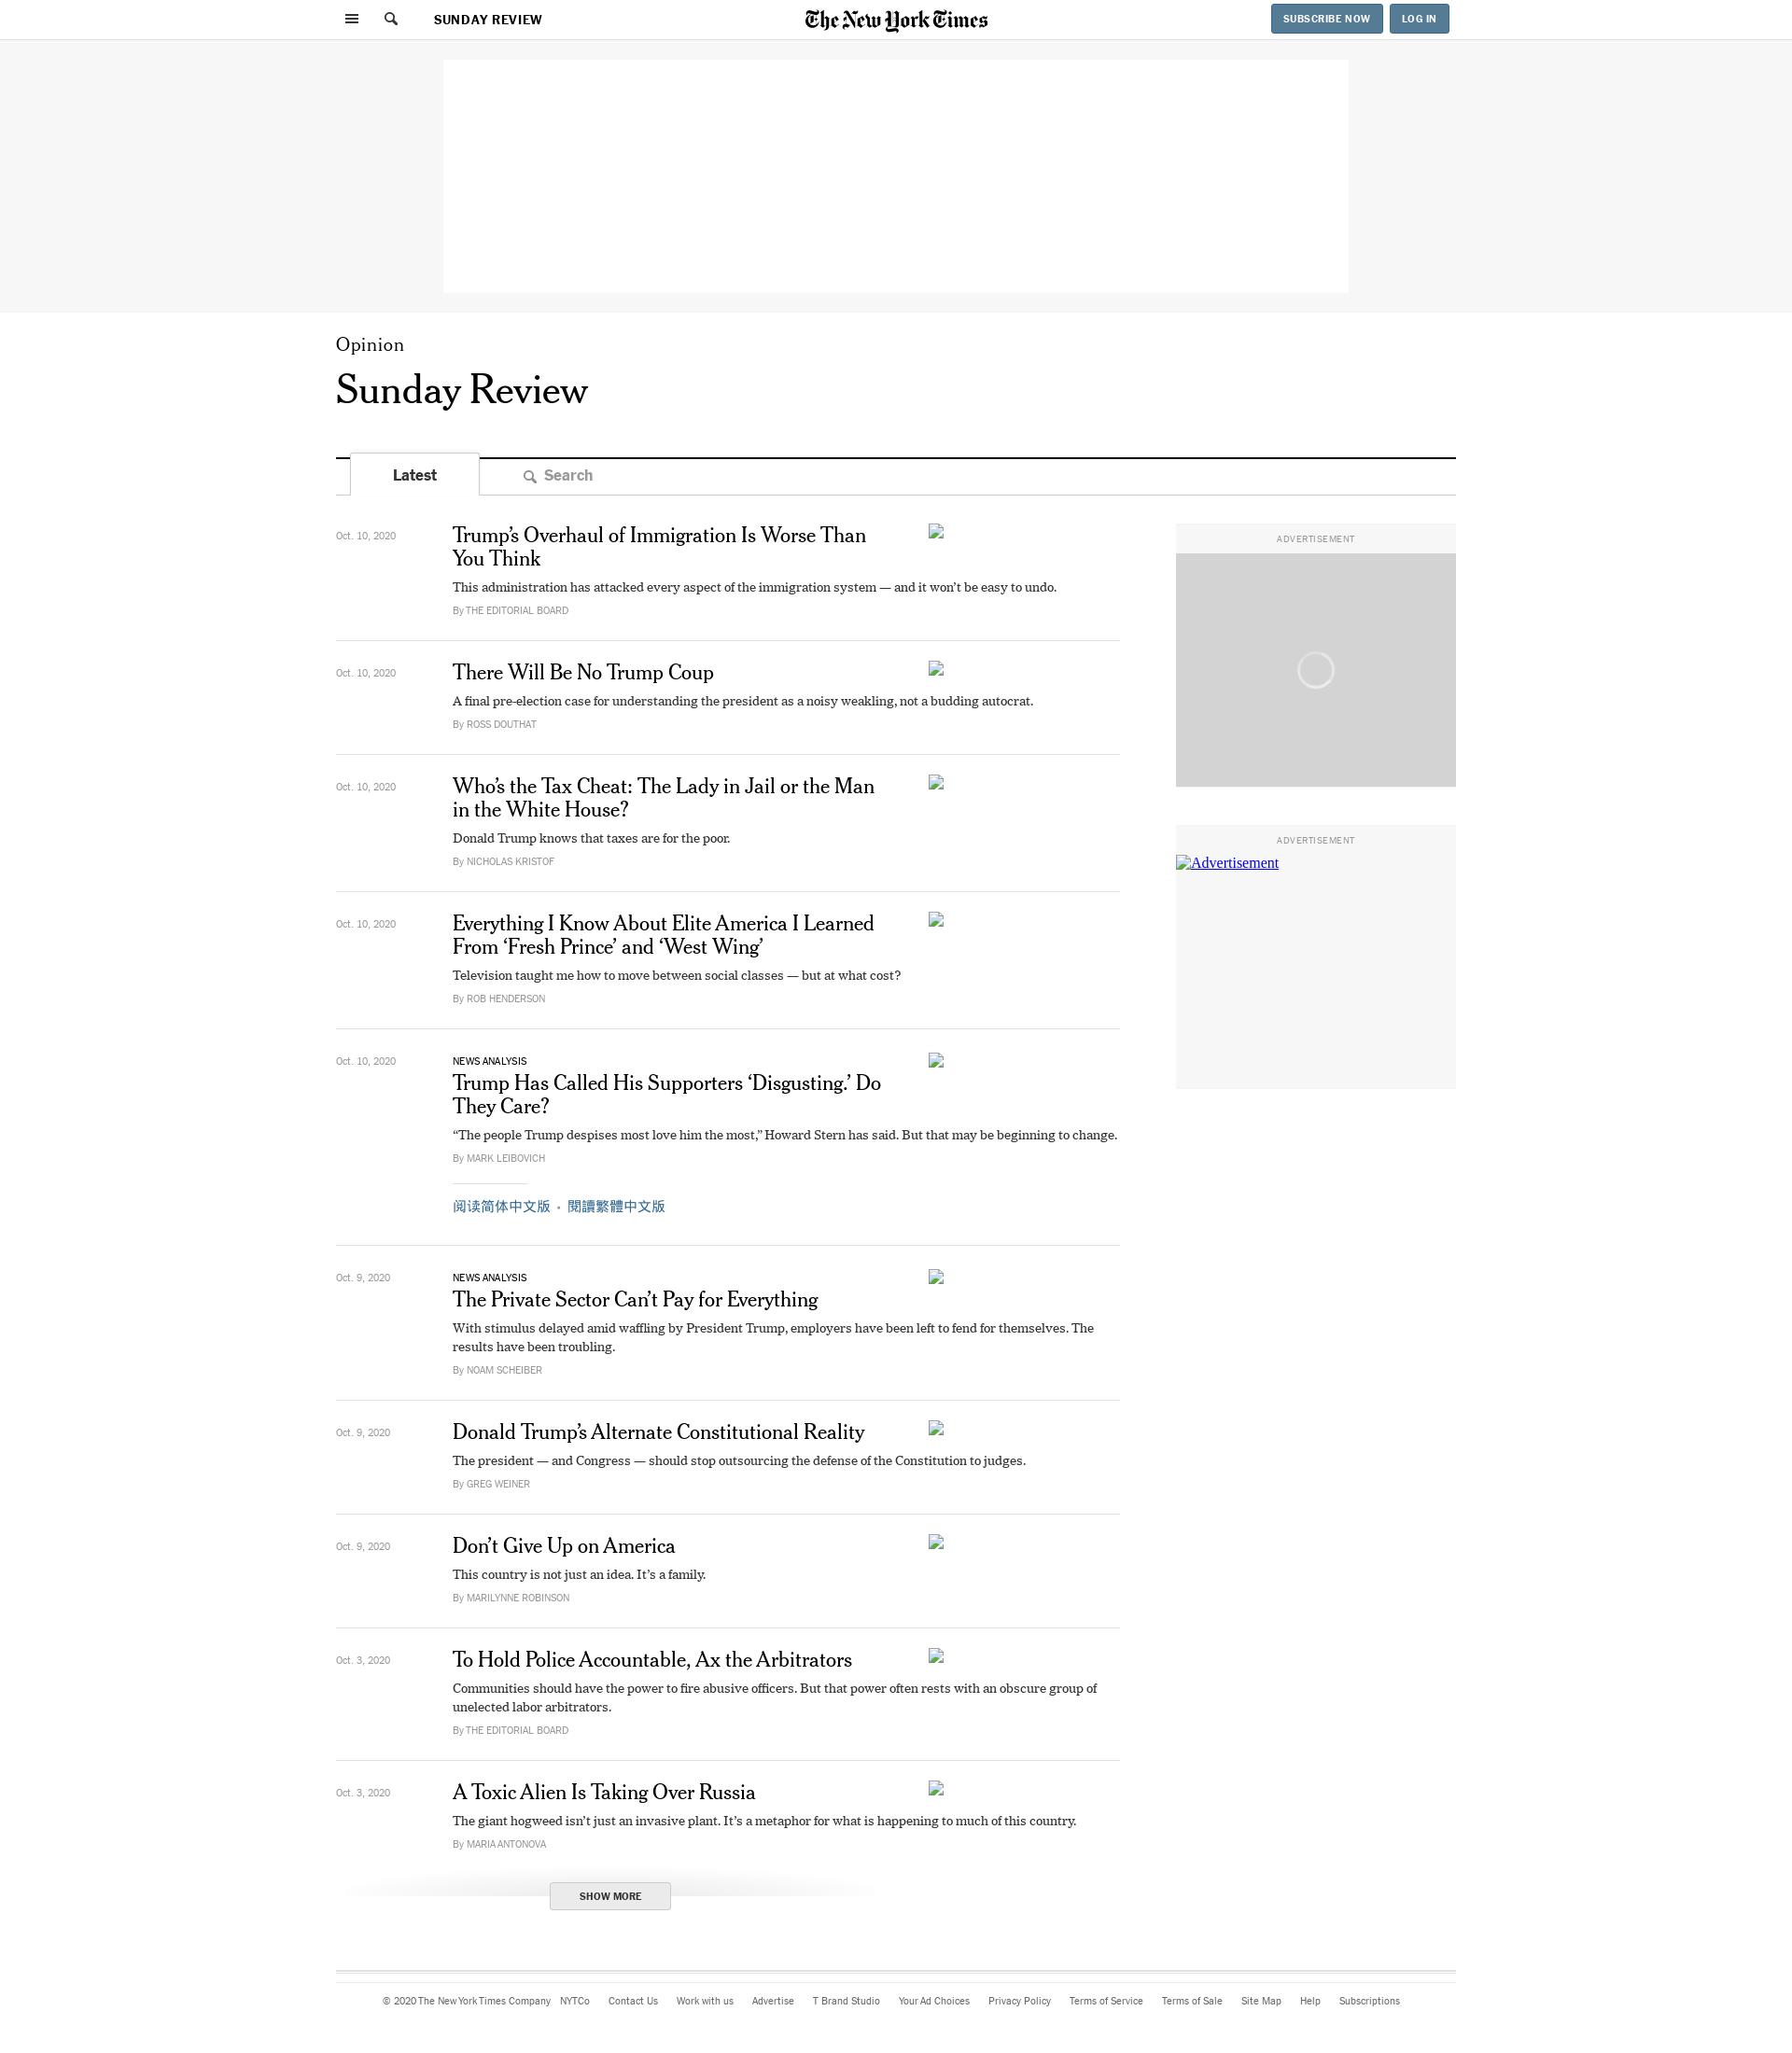 SUNDAY REVIEW
The New York Times
SUBSCRIBE NOW
LOG IN
Opinion
Sunday Review
Latest
Search
Oct. 10, 2020
Trump’s Overhaul of Immigration Is Worse Than
You Think
This administration has attacked every aspect of the immigration system — and it won’t be easy to undo.
By THE EDITORIAL BOARD
Oct. 10, 2020
There Will Be No Trump Coup
A final pre-election case for understanding the president as a noisy weakling, not a budding autocrat.
By ROSS DOUTHAT
Oct. 10, 2020
Who’s the Tax Cheat: The Lady in Jail or the Man
in the White House?
Donald Trump knows that taxes are for the poor.
By NICHOLAS KRISTOF
Oct. 10, 2020
Everything I Know About Elite America I Learned
From ‘Fresh Prince’ and ‘West Wing’
Television taught me how to move between social classes — but at what cost?
By ROB HENDERSON
Oct. 10, 2020
NEWS ANALYSIS
Trump Has Called His Supporters ‘Disgusting.’ Do
They Care?
“The people Trump despises most love him the most,” Howard Stern has said. But that may be beginning to change.
By MARK LEIBOVICH
阅读简体中文版 • 閱讀繁體中文版
Oct. 9, 2020
NEWS ANALYSIS
The Private Sector Can’t Pay for Everything
With stimulus delayed amid waffling by President Trump, employers have been left to fend for themselves. The
results have been troubling.
By NOAM SCHEIBER
Oct. 9, 2020
Donald Trump’s Alternate Constitutional Reality
The president — and Congress — should stop outsourcing the defense of the Constitution to judges.
By GREG WEINER
Oct. 9, 2020
Don’t Give Up on America
This country is not just an idea. It’s a family.
By MARILYNNE ROBINSON
Oct. 3, 2020
To Hold Police Accountable, Ax the Arbitrators
Communities should have the power to fire abusive officers. But that power often rests with an obscure group of
unelected labor arbitrators.
By THE EDITORIAL BOARD
Oct. 3, 2020
A Toxic Alien Is Taking Over Russia
The giant hogweed isn’t just an invasive plant. It’s a metaphor for what is happening to much of this country.
By MARIA ANTONOVA
SHOW MORE
ADVERTISEMENT
ADVERTISEMENT
Advertisement
© 2020 The New York Times Company NYTCo Contact Us Work with us Advertise T Brand Studio Your Ad Choices Privacy Policy Terms of Service Terms of Sale Site Map Help Subscriptions